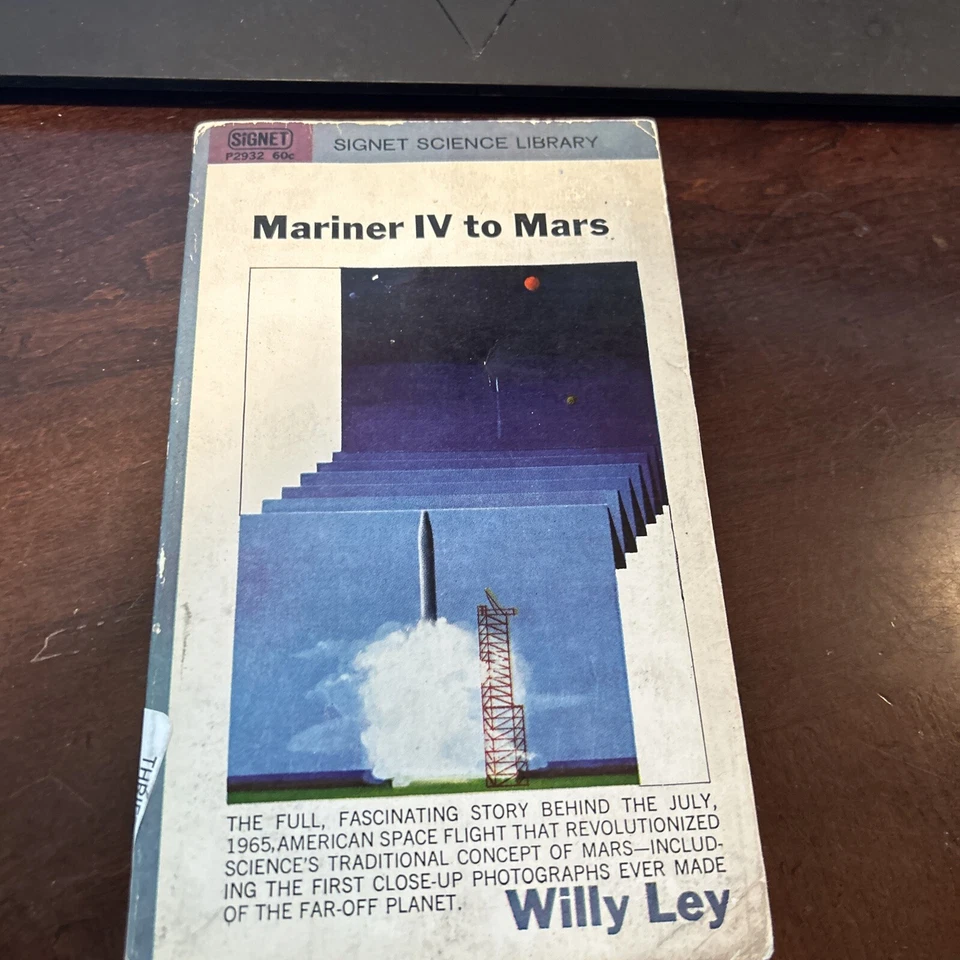 SIGNET
P2932 60c
SIGNET SCIENCE LIBRARY
Mariner IV to Mars
THE FULL, FASCINATING STORY BEHIND THE JULY,
1965, AMERICAN SPACE FLIGHT THAT REVOLUTIONIZED
SCIENCE'S TRADITIONAL CONCEPT OF MARS—INCLUD-
ING THE FIRST CLOSE-UP PHOTOGRAPHS EVER MADE
OF THE FAR-OFF PLANET.
Willy Ley